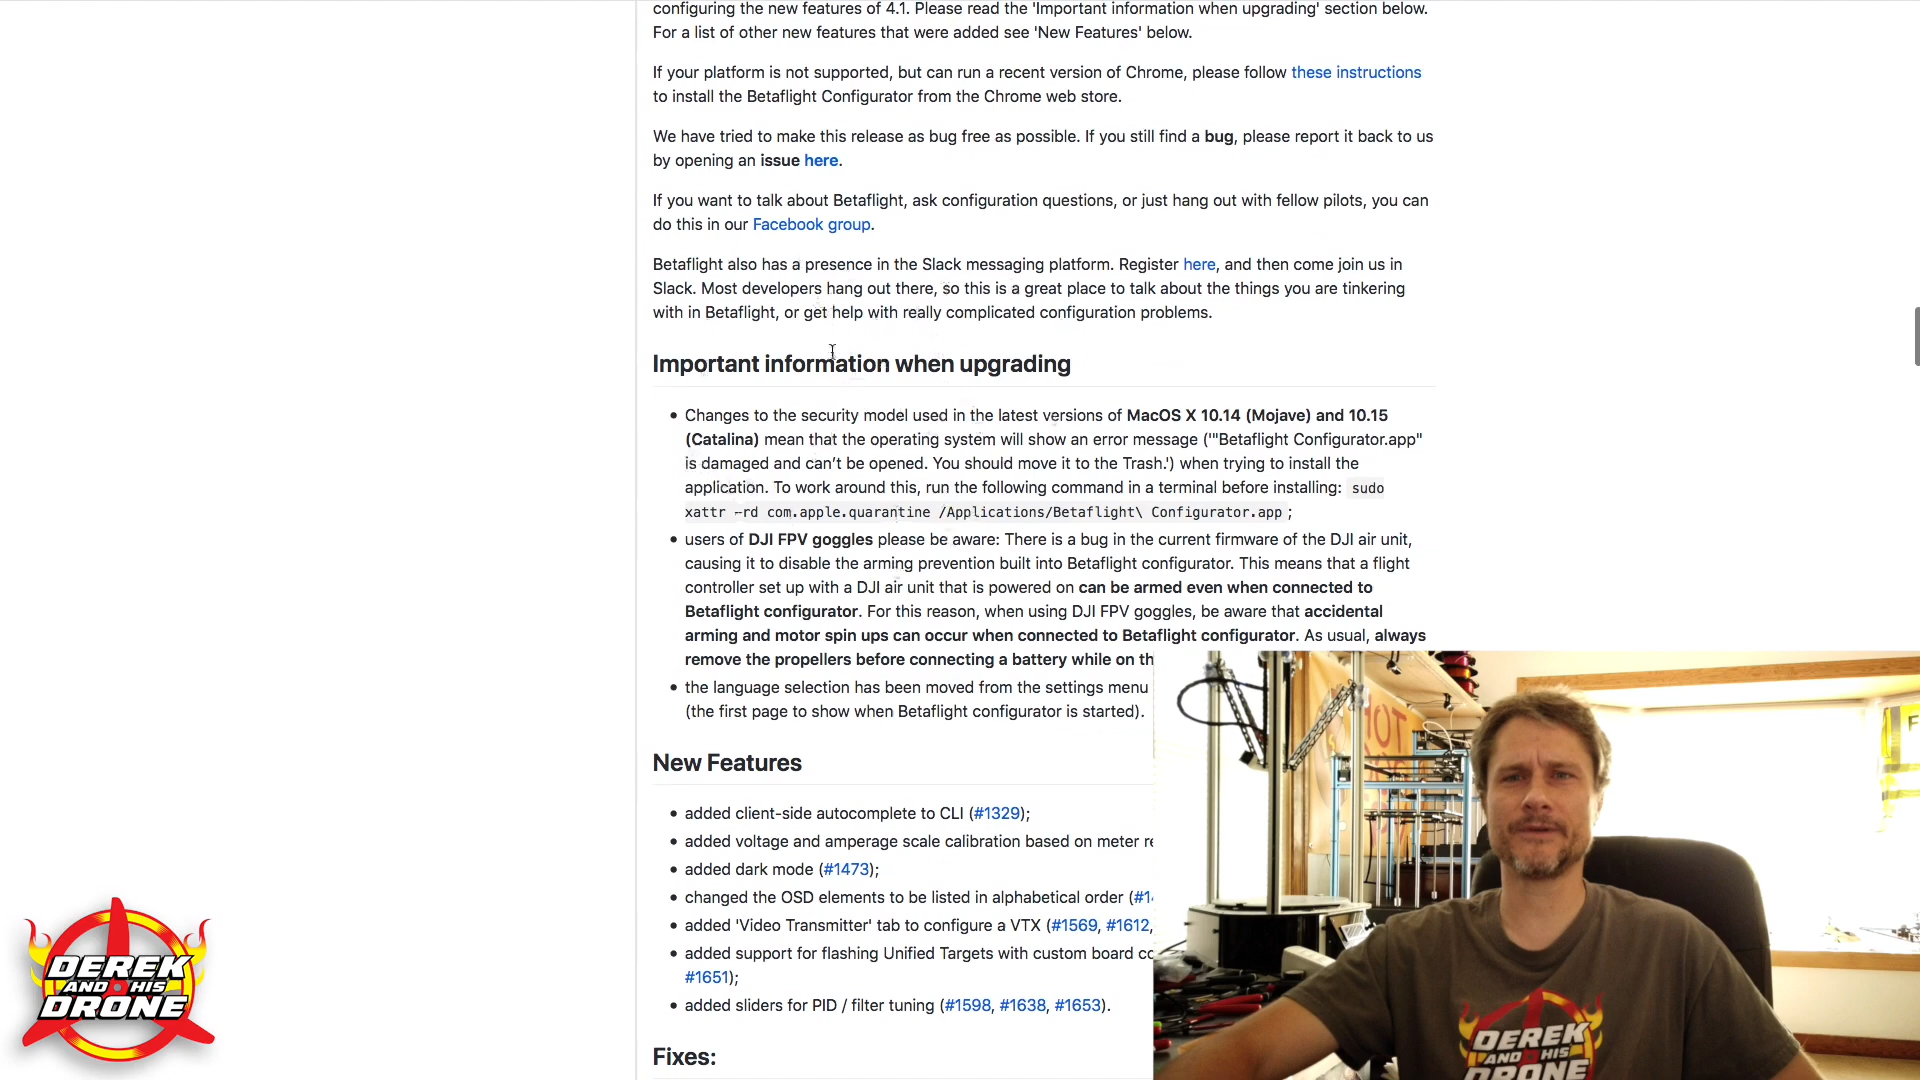 configuring the new features of 4.1. Please read the 'Important information when upgrading' section below.
For a list of other new features that were added see 'New Features' below.
If your platform is not supported, but can run a recent version of Chrome, please follow these instructions
to install the Betaflight Configurator from the Chrome web store.
We have tried to make this release as bug free as possible. If you still find a bug, please report it back to us
by opening an issue here.
If you want to talk about Betaflight, ask configuration questions, or just hang out with fellow pilots, you can
do this in our Facebook group.
Betaflight also has a presence in the Slack messaging platform. Register here, and then come join us in
Slack. Most developers hang out there, so this is a great place to talk about the things you are tinkering
with in Betaflight, or get help with really complicated configuration problems.
Important information when upgrading
• Changes to the security model used in the latest versions of MacOS X 10.14 (Mojave) and 10.15
(Catalina) mean that the operating system will show an error message ('"Betaflight Configurator.app"
is damaged and can’t be opened. You should move it to the Trash.') when trying to install the
application. To work around this, run the following command in a terminal before installing: sudo
xattr -rd com.apple.quarantine /Applications/Betaflight\ Configurator.app ;
• users of DJI FPV goggles please be aware: There is a bug in the current firmware of the DJI air unit,
causing it to disable the arming prevention built into Betaflight configurator. This means that a flight
controller set up with a DJI air unit that is powered on can be armed even when connected to
Betaflight configurator. For this reason, when using DJI FPV goggles, be aware that accidental
arming and motor spin ups can occur when connected to Betaflight configurator. As usual, always
remove the propellers before connecting a battery while on th
• the language selection has been moved from the settings menu
(the first page to show when Betaflight configurator is started).
New Features
• added client-side autocomplete to CLI (#1329);
• added voltage and amperage scale calibration based on meter re
• added dark mode (#1473);
• changed the OSD elements to be listed in alphabetical order (#1
• added 'Video Transmitter' tab to configure a VTX (#1569, #1612,
• added support for flashing Unified Targets with custom board co
#1651);
• added sliders for PID / filter tuning (#1598, #1638, #1653).
Fixes:
DEREK
AND HIS
DRONE
DEREK
AND HIS
DRONE